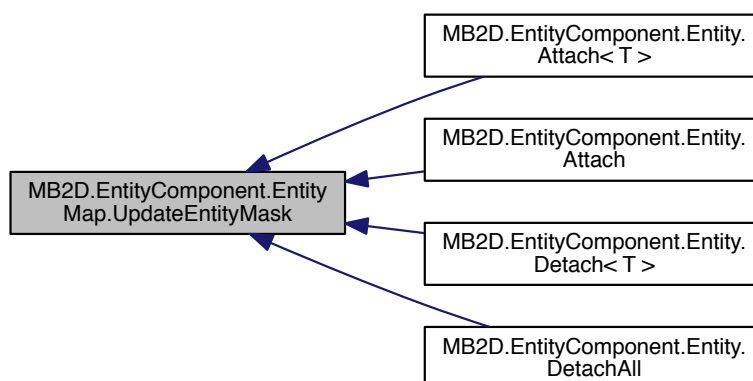 MB2D.EntityComponent.Entity.
Attach< T >
MB2D.EntityComponent.Entity.
Attach
MB2D.EntityComponent.Entity
Map.UpdateEntityMask
MB2D.EntityComponent.Entity.
Detach< T >
MB2D.EntityComponent.Entity.
DetachAll